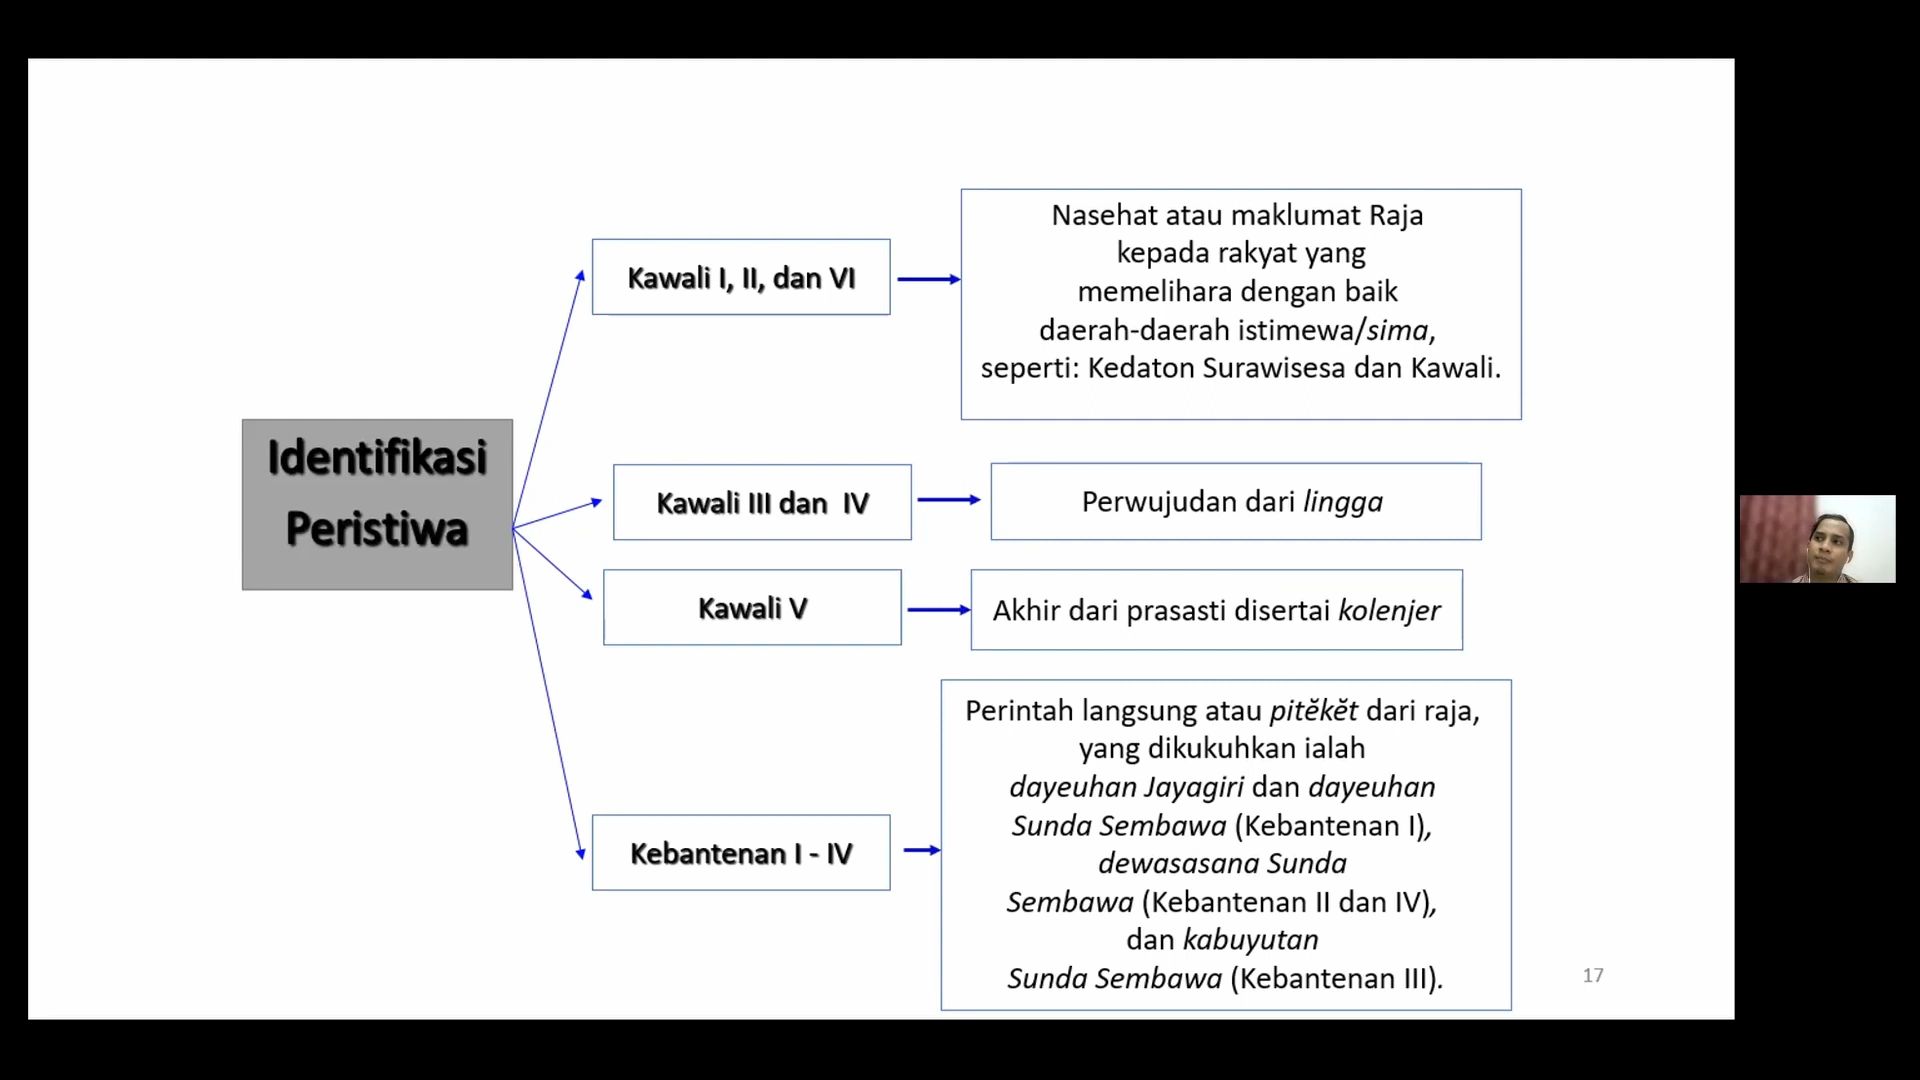 Identifikasi
Peristiwa
Kawali I, II, dan VI
Nasehat atau maklumat Raja
kepada rakyat yang
memelihara dengan baik
daerah-daerah istimewa/sima,
seperti: Kedaton Surawisesa dan Kawali.
Kawali III dan IV
Perwujudan dari lingga
Kawali V
Akhir dari prasasti disertai kolenjer
Kebantenan I - IV
Perintah langsung atau pitĕkĕt dari raja,
yang dikukuhkan ialah
dayeuhan Jayagiri dan dayeuhan
Sunda Sembawa (Kebantenan I),
dewasasana Sunda
Sembawa (Kebantenan II dan IV),
dan kabuyutan
Sunda Sembawa (Kebantenan III).
17